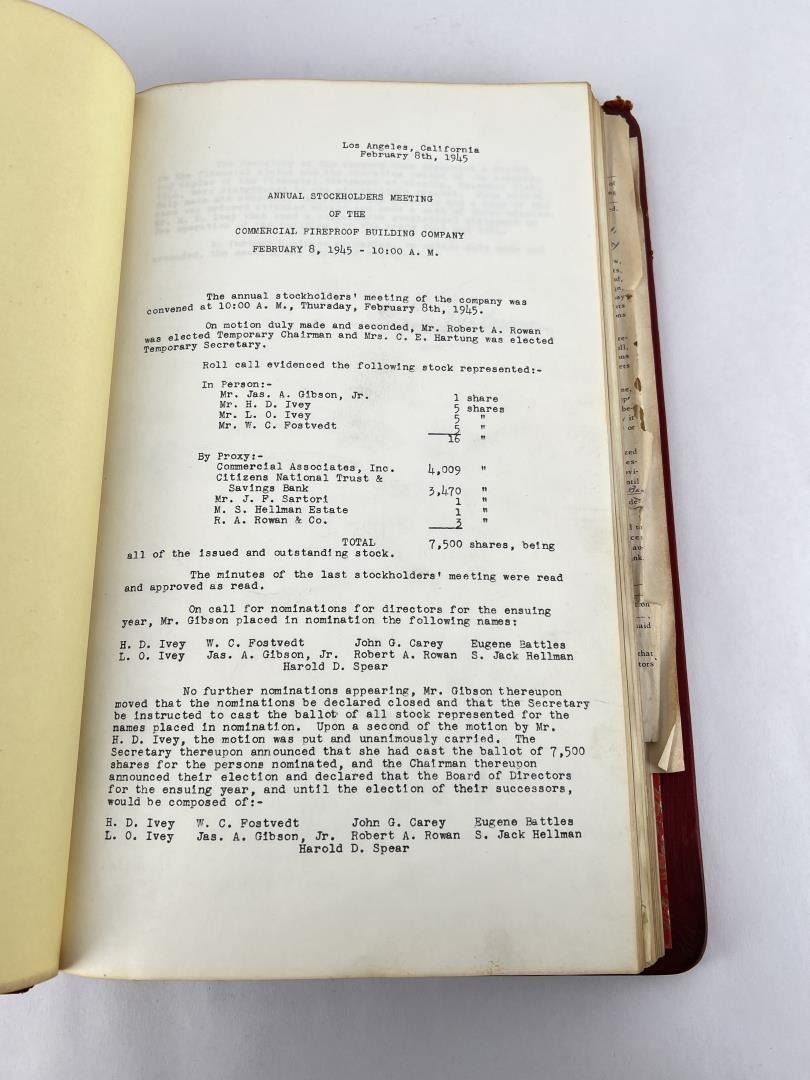 Los Angeles, California
February 8th, 1945
ANNUAL STOCKHOLDERS MEETING
OF THE
COMMERCIAL FIREPROOF BUILDING COMPANY
FEBRUARY 8, 1945 - 10:00 A. M.
The annual stockholders' meeting of the company was
convened at 10:00 A. M., Thursday, February 8th, 1945.
On motion duly made and seconded, Mr. Robert A. Rowan
was elected Temporary Chairman and Mrs. C. E. Hartung was elected
Temporary Secretary.
Roll call evidenced the following stock represented:-
In Person:-
Mr. Jas. A. Gibson, Jr. 1 share
Mr. H. D. Ivey 5 shares
Mr. L. O. Ivey 5 "
Mr. W. C. Fostvedt 5 "
16 "
By Proxy:-
Commercial Associates, Inc. 4,009 "
Citizens National Trust &
Savings Bank 3,470 "
Mr. J. F. Sartori 1 "
M. S. Hellman Estate 1 "
R. A. Rowan & Co. 3 "
TOTAL 7,500 shares, being
all of the issued and outstanding stock.
The minutes of the last stockholders' meeting were read
and approved as read.
On call for nominations for directors for the ensuing
year, Mr. Gibson placed in nomination the following names:
H. D. Ivey W. C. Fostvedt John G. Carey Eugene Battles
L. O. Ivey Jas. A. Gibson, Jr. Robert A. Rowan S. Jack Hellman
Harold D. Spear
No further nominations appearing, Mr. Gibson thereupon
moved that the nominations be declared closed and that the Secretary
be instructed to cast the ballot of all stock represented for the
names placed in nomination. Upon a second of the motion by Mr.
H. D. Ivey, the motion was put and unanimously carried. The
Secretary thereupon announced that she had cast the ballot of 7,500
shares for the persons nominated, and the Chairman thereupon
announced their election and declared that the Board of Directors
for the ensuing year, and until the election of their successors,
would be composed of:-
H. D. Ivey W. C. Fostvedt John G. Carey Eugene Battles
L. O. Ivey Jas. A. Gibson, Jr. Robert A. Rowan S. Jack Hellman
Harold D. Spear